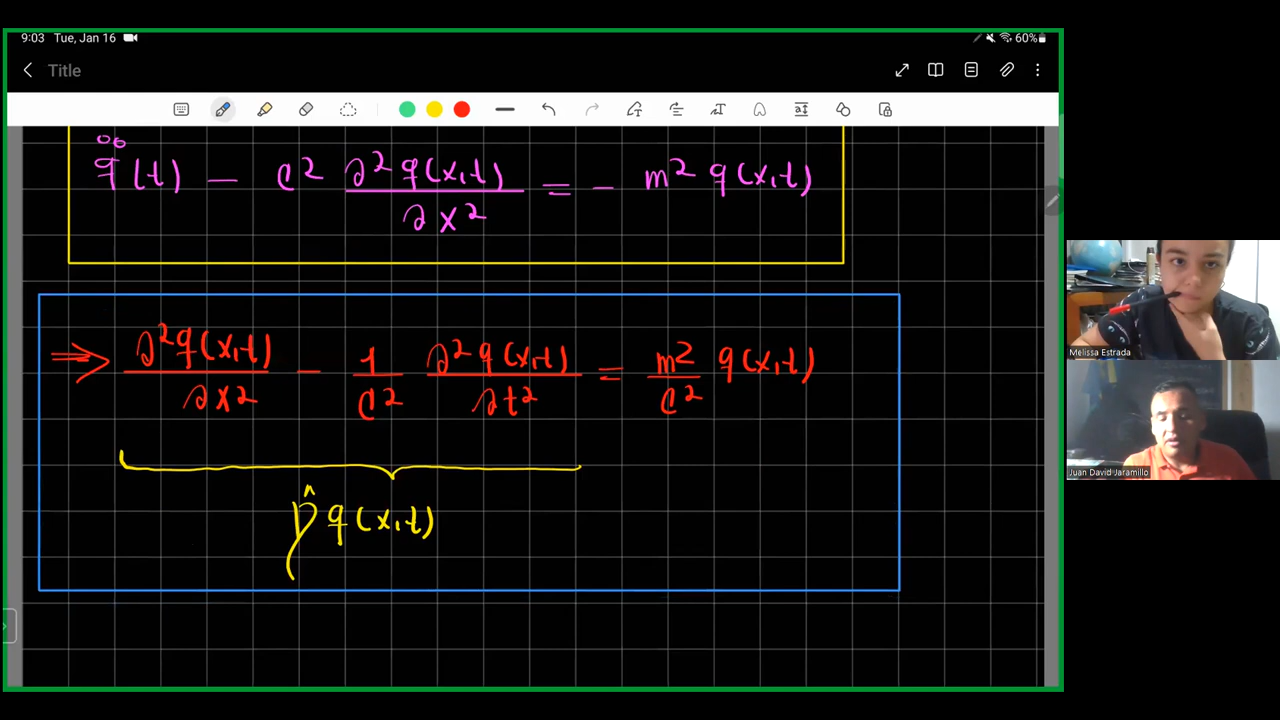 9:03 Tue, Jan 16 60%
Title
q̈(t) − c² ∂²q(x,t)/∂x² = − m² q(x,t)
⇒ ∂²q(x,t)/∂x² − 1/c² ∂²q(x,t)/∂t² = m²/c² q(x,t)
p̂ q(x,t)
Melissa Estrada
Juan David Jaramillo